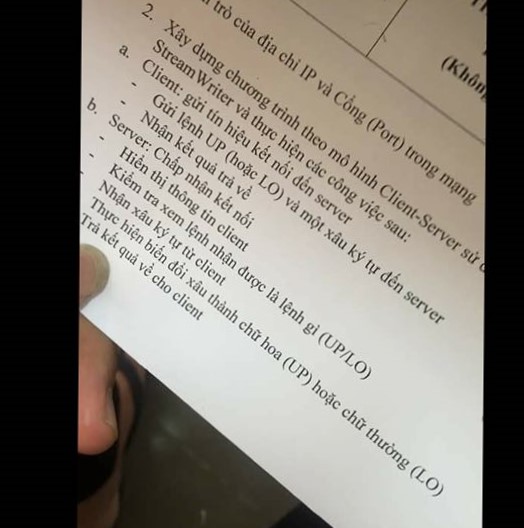 trò của địa chỉ IP và Cổng (Port) trong mạng
(Không
2. Xây dựng chương trình theo mô hình Client-Server sử
StreamWriter và thực hiện các công việc sau:
a. Client: gửi tín hiệu kết nối đến server
- Gửi lệnh UP (hoặc LO) và một xâu ký tự đến server
- Nhận kết quả trả về
b. Server: Chấp nhận kết nối
- Hiển thị thông tin client
- Kiểm tra xem lệnh nhận được là lệnh gì (UP/LO)
- Nhận xâu ký tự từ client
Thực hiện biến đổi xâu thành chữ hoa (UP) hoặc chữ thường (LO)
Trả kết quả về cho client